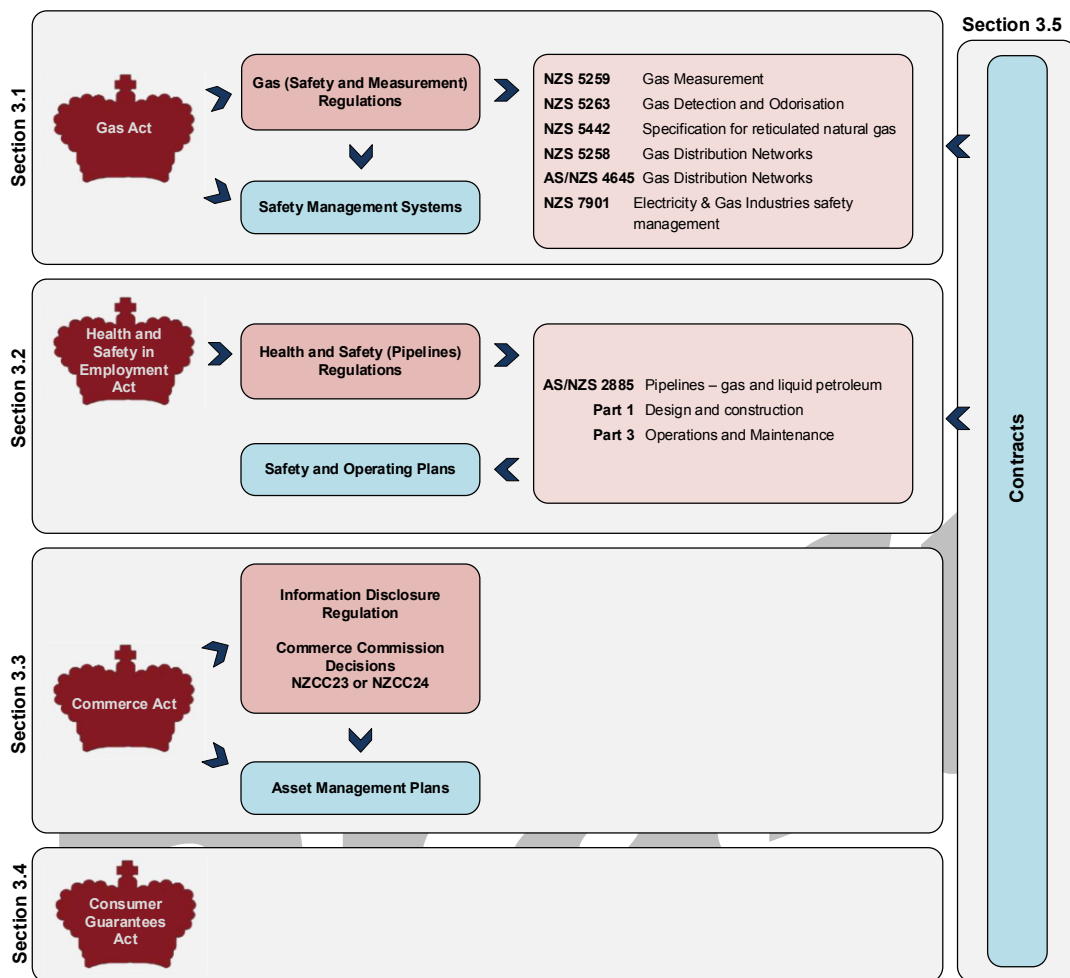 Section 3.5
Section 3.1
Gas Act
Gas (Safety and Measurement)
Regulations
Safety Management Systems
NZS 5259 Gas Measurement
NZS 5263 Gas Detection and Odorisation
NZS 5442 Specification for reticulated natural gas
NZS 5258 Gas Distribution Networks
AS/NZS 4645 Gas Distribution Networks
NZS 7901 Electricity & Gas Industries safety
management
Section 3.2
Health and
Safety in
Employment
Act
Health and Safety (Pipelines)
Regulations
Safety and Operating Plans
AS/NZS 2885 Pipelines – gas and liquid petroleum
Part 1 Design and construction
Part 3 Operations and Maintenance
Section 3.3
Commerce Act
Information Disclosure
Regulation
Commerce Commission
Decisions
NZCC23 or NZCC24
Asset Management Plans
Section 3.4
Consumer
Guarantees
Act
Contracts